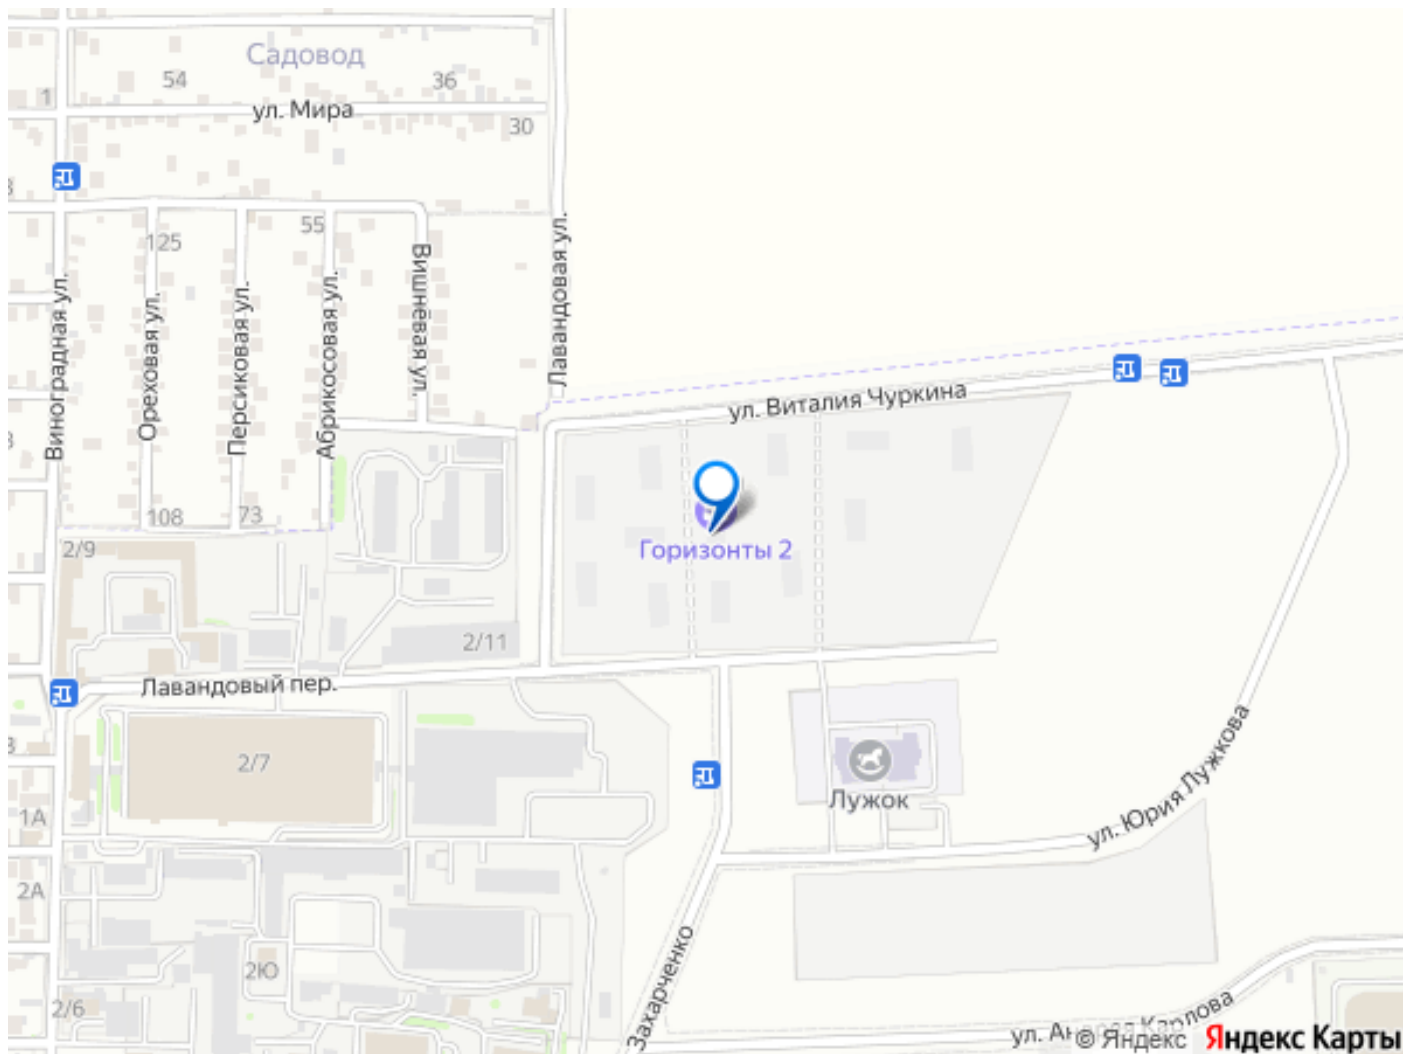 Садовод
54
36
1
ул. Мира
30
55
125
Вишнёвая ул.
Лавандовая ул.
Виноградная ул.
Ореховая ул.
Персиковая ул.
Абрикосовая ул.
ул. Виталия Чуркина
108
73
2/9
Горизонты 2
2/11
Лавандовый пер.
2/7
Лужок
ул. Юрия Лужкова
1А
2А
Захарченко
2Ю
2/6
ул.
Карлова
© Яндекс Яндекс Карты